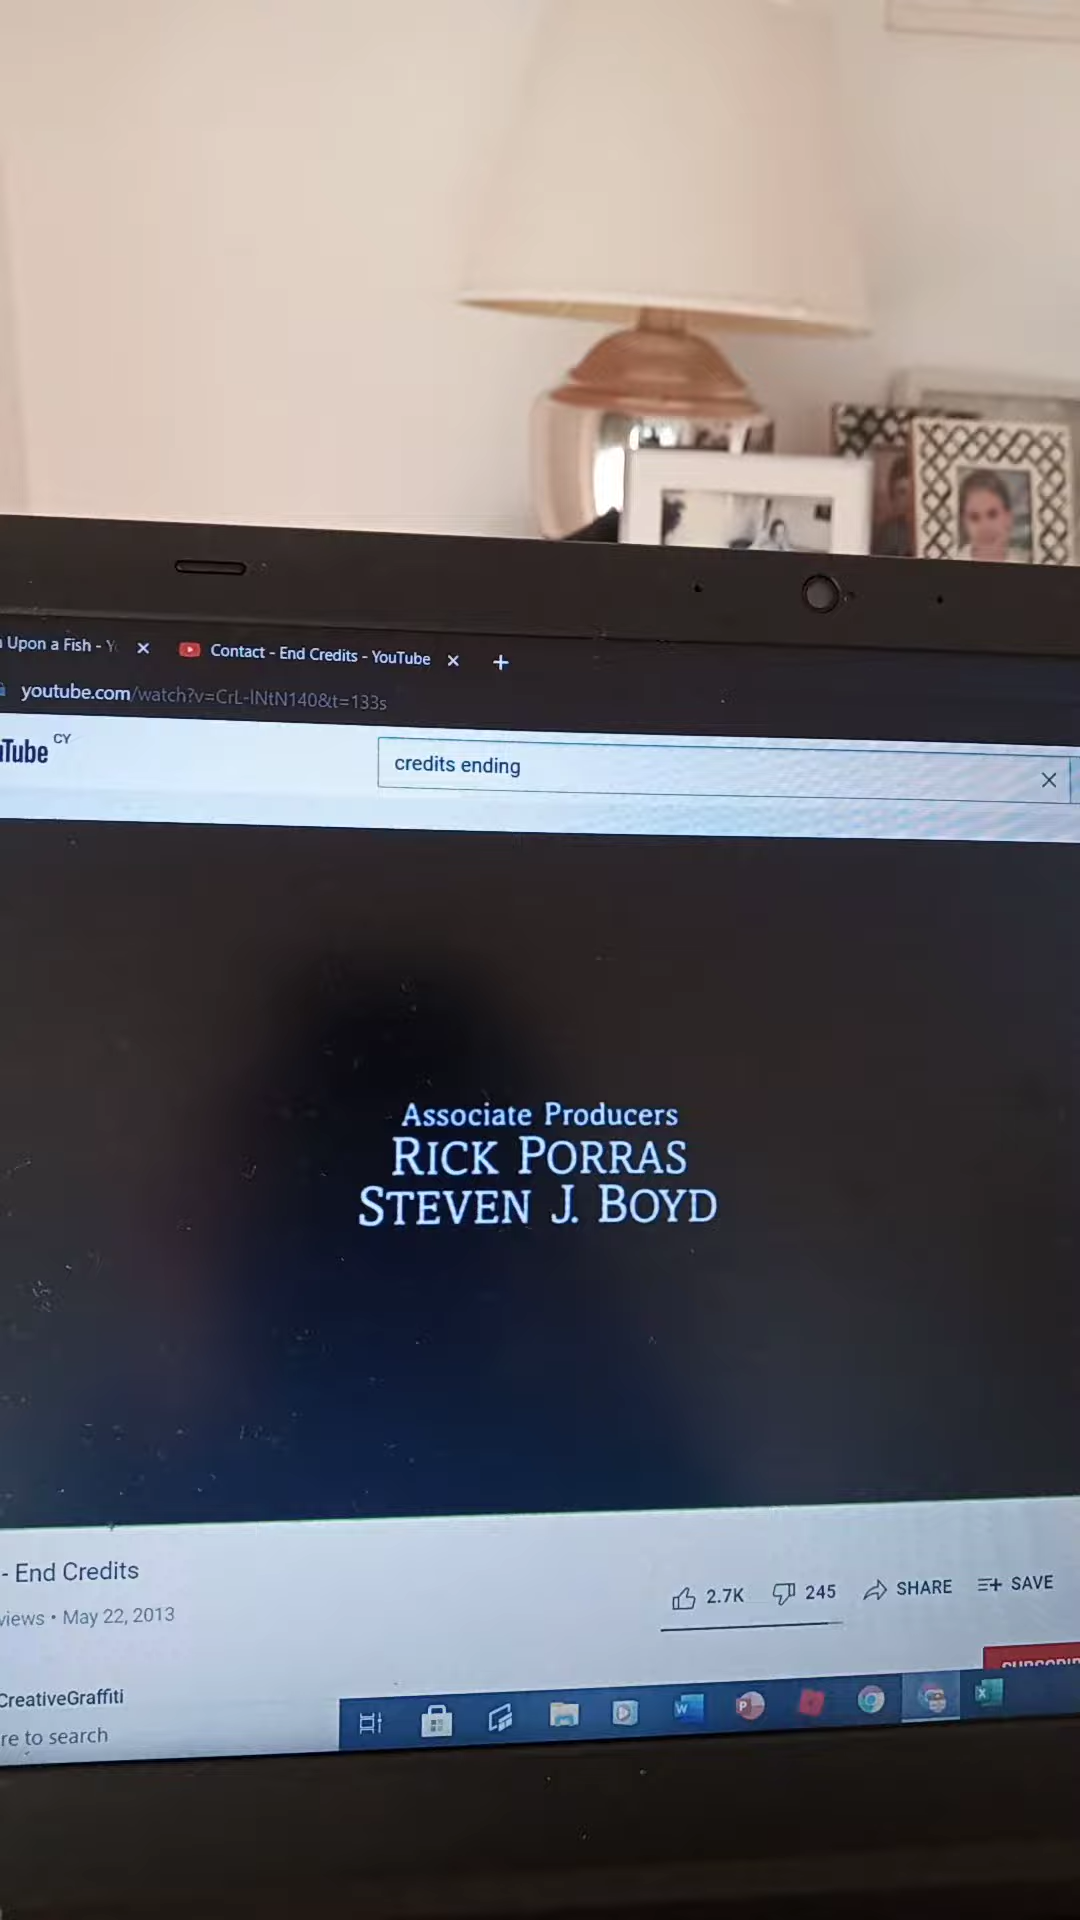 Upon a Fish - Y
Contact - End Credits - YouTube
youtube.com/watch?v=CrL-lNtN140&t=133s
Tube CY
credits ending
Associate Producers
RICK PORRAS
STEVEN J. BOYD
- End Credits
views • May 22, 2013
2.7K
245
SHARE
SAVE
CreativeGraffiti
re to search